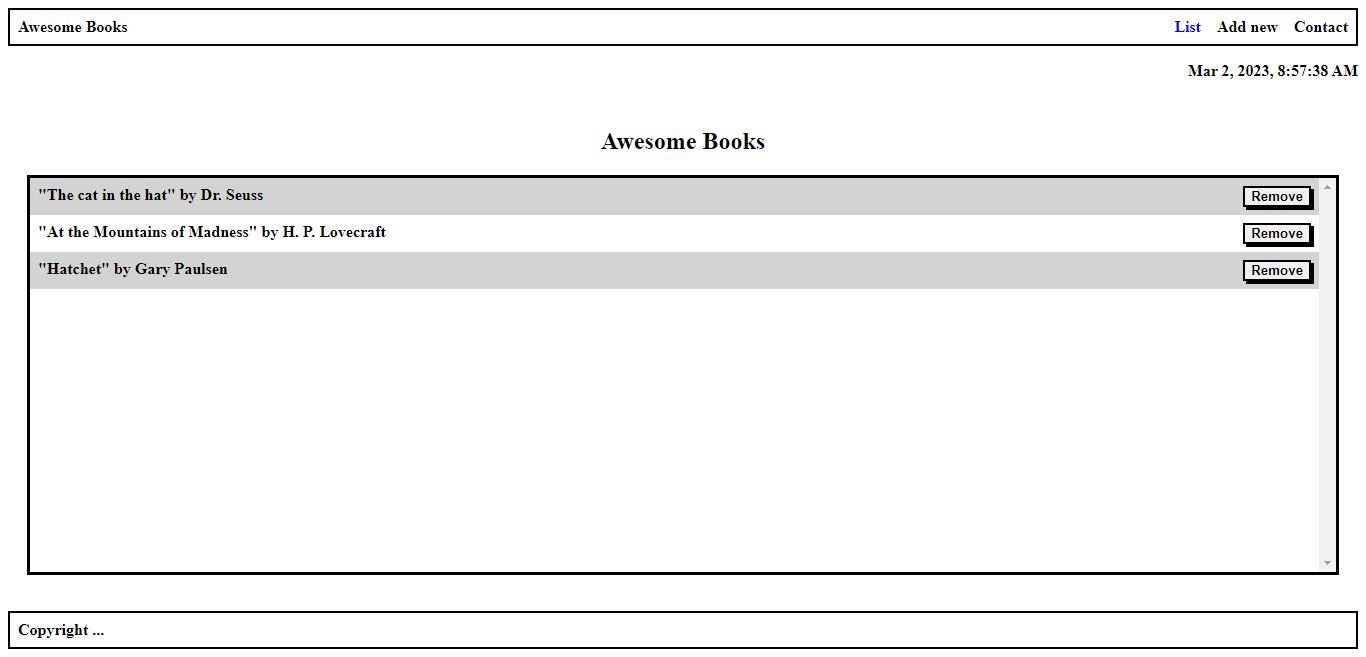 Awesome Books List Add new Contact
Mar 2, 2023, 8:57:38 AM
Awesome Books
"The cat in the hat" by Dr. Seuss Remove
"At the Mountains of Madness" by H. P. Lovecraft Remove
"Hatchet" by Gary Paulsen Remove
Copyright ...